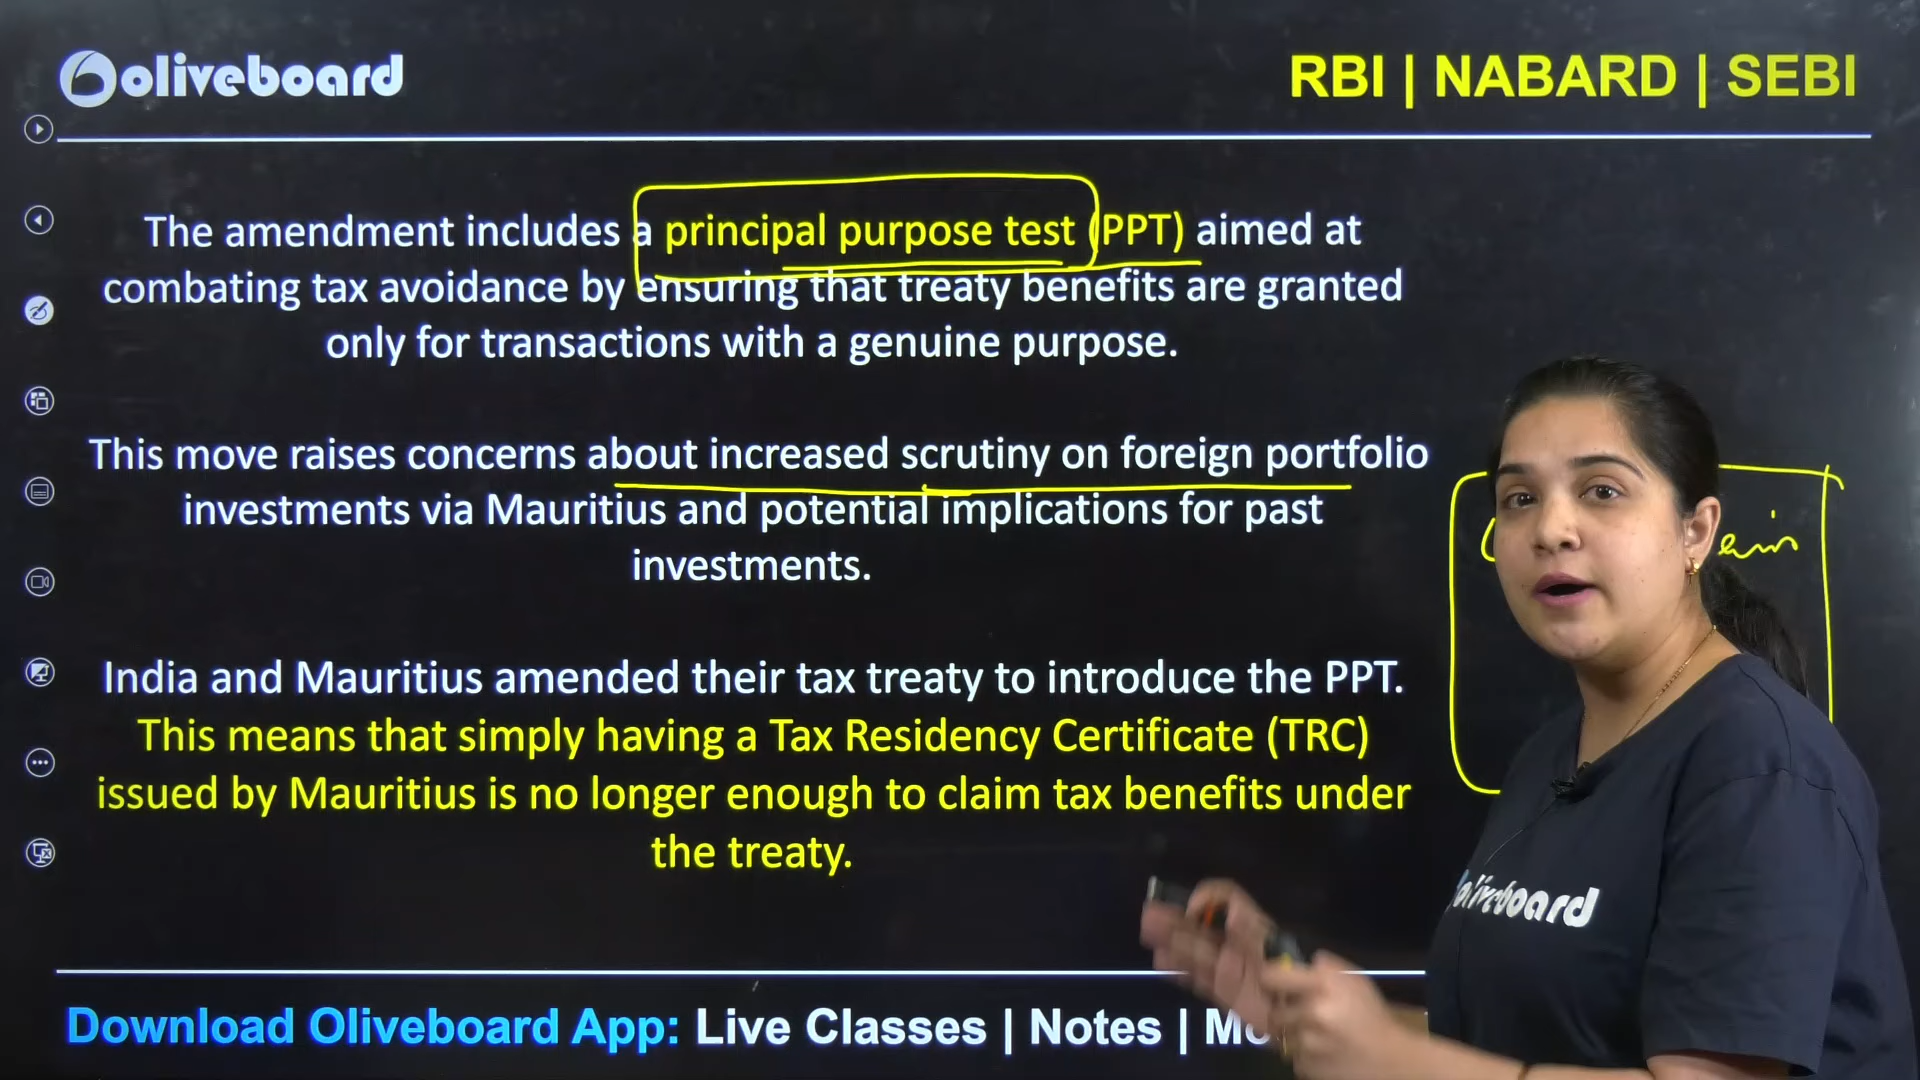 oliveboard
RBI | NABARD | SEBI
The amendment includes a principal purpose test (PPT) aimed at
combating tax avoidance by ensuring that treaty benefits are granted
only for transactions with a genuine purpose.
This move raises concerns about increased scrutiny on foreign portfolio
investments via Mauritius and potential implications for past
investments.
India and Mauritius amended their tax treaty to introduce the PPT.
This means that simply having a Tax Residency Certificate (TRC)
issued by Mauritius is no longer enough to claim tax benefits under
the treaty.
oliveboard
Download Oliveboard App: Live Classes | Notes |